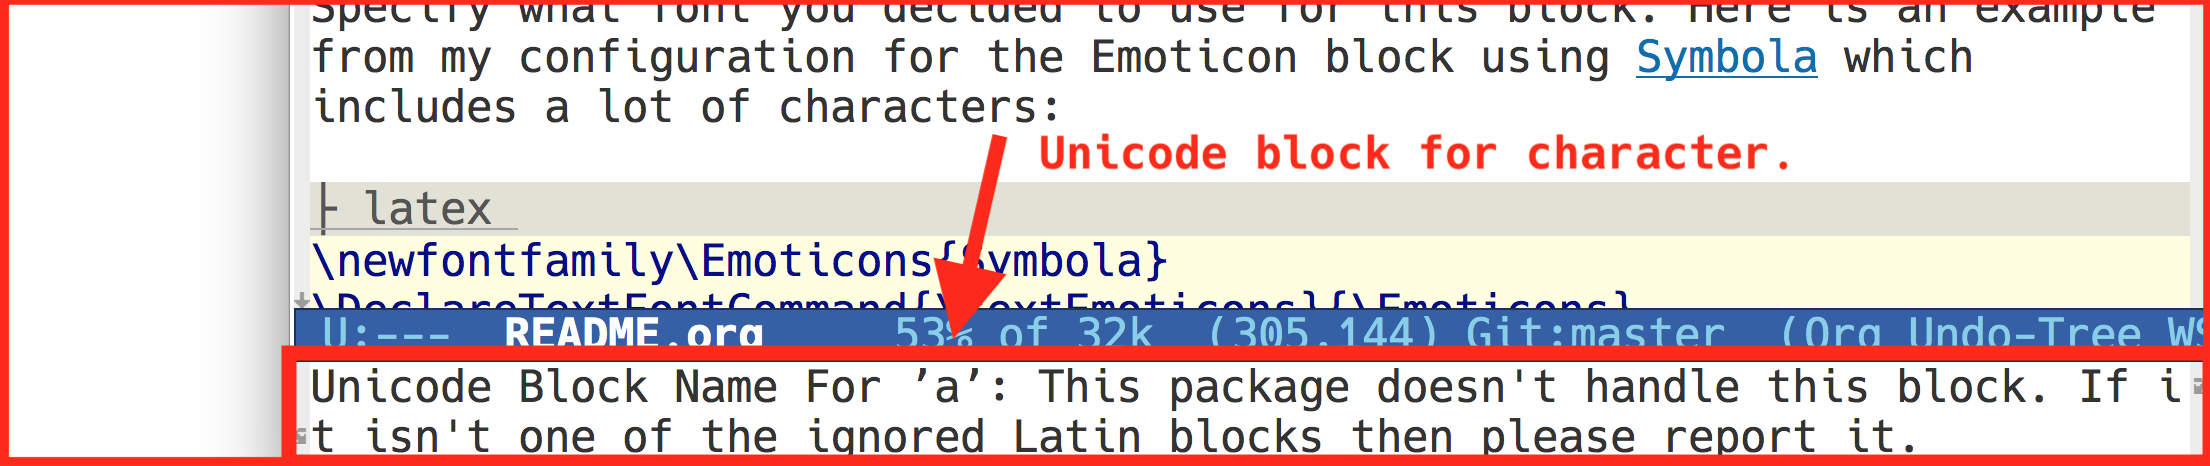 Specify what font you decided to use for this block. Here is an example
from my configuration for the Emoticon block using Symbola which
includes a lot of characters:
Unicode block for character.
├ latex
\newfontfamily\Emoticons{Symbola}
\DeclareTextFontCommand{\textEmoticons}{\Emoticons}
U:--- README.org 53% of 32k (305,144) Git:master (Org Undo-Tree WS
Unicode Block Name For ’a’: This package doesn't handle this block. If i
t isn't one of the ignored Latin blocks then please report it.